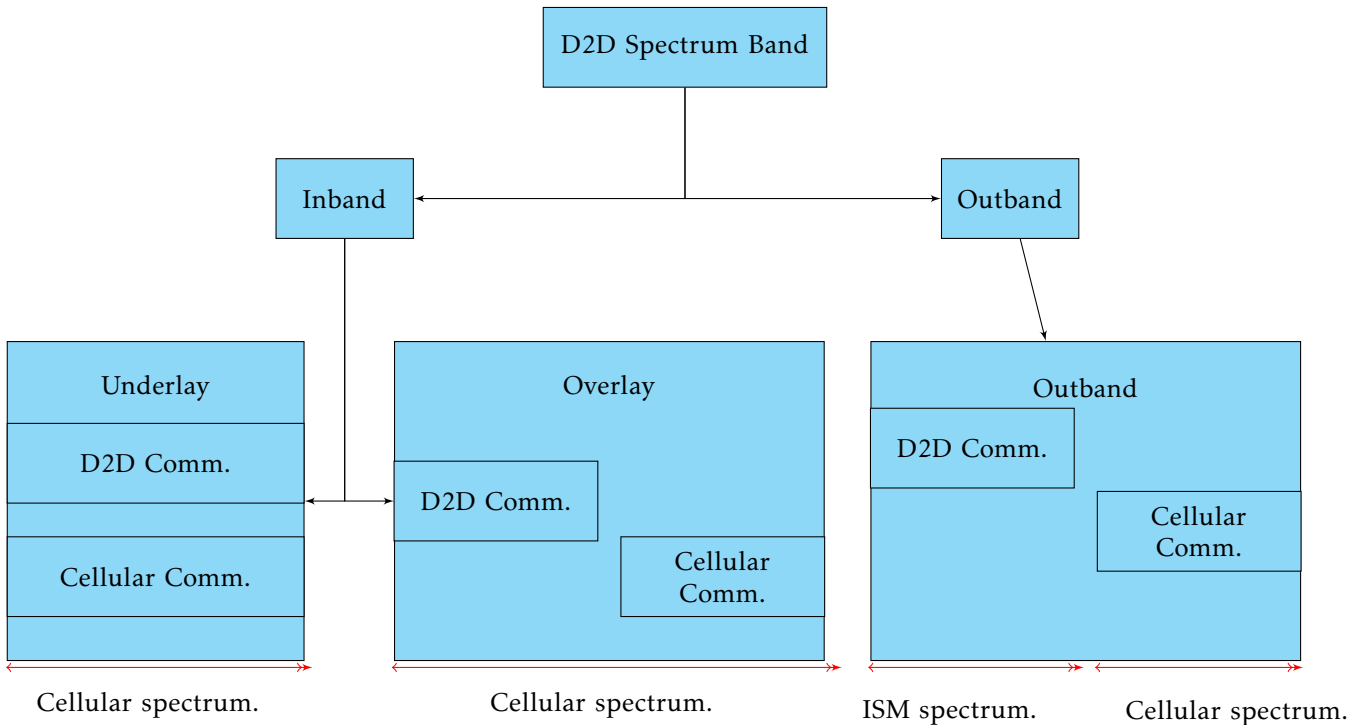 D2D Spectrum Band
Inband
Outband
Underlay
D2D Comm.
Cellular Comm.
Cellular spectrum.
Overlay
D2D Comm.
Cellular
Comm.
Cellular spectrum.
Outband
D2D Comm.
Cellular
Comm.
ISM spectrum.
Cellular spectrum.